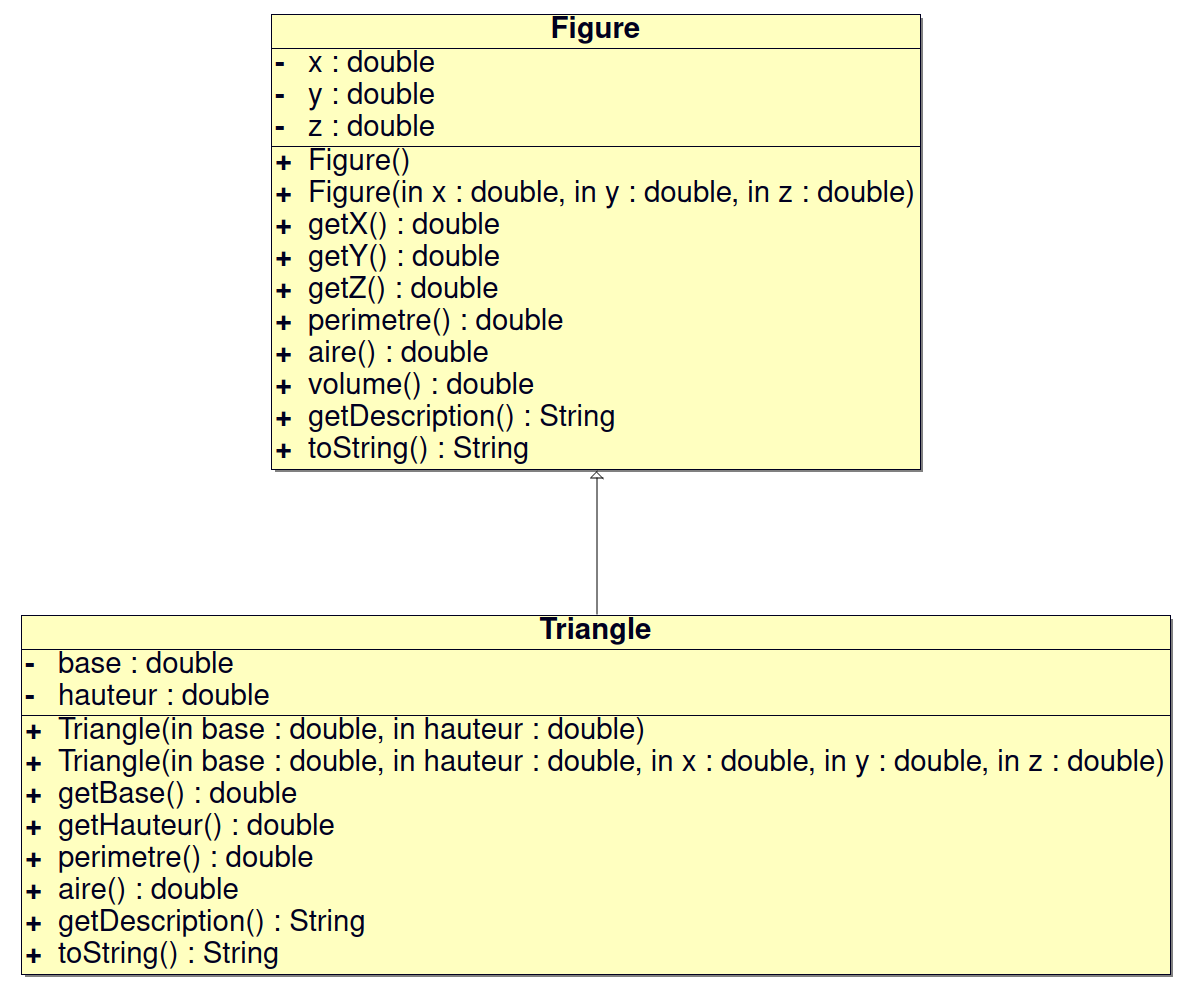 Figure
- x : double
- y : double
- z : double
+ Figure()
+ Figure(in x : double, in y : double, in z : double)
+ getX() : double
+ getY() : double
+ getZ() : double
+ perimetre() : double
+ aire() : double
+ volume() : double
+ getDescription() : String
+ toString() : String
Triangle
- base : double
- hauteur : double
+ Triangle(in base : double, in hauteur : double)
+ Triangle(in base : double, in hauteur : double, in x : double, in y : double, in z : double)
+ getBase() : double
+ getHauteur() : double
+ perimetre() : double
+ aire() : double
+ getDescription() : String
+ toString() : String